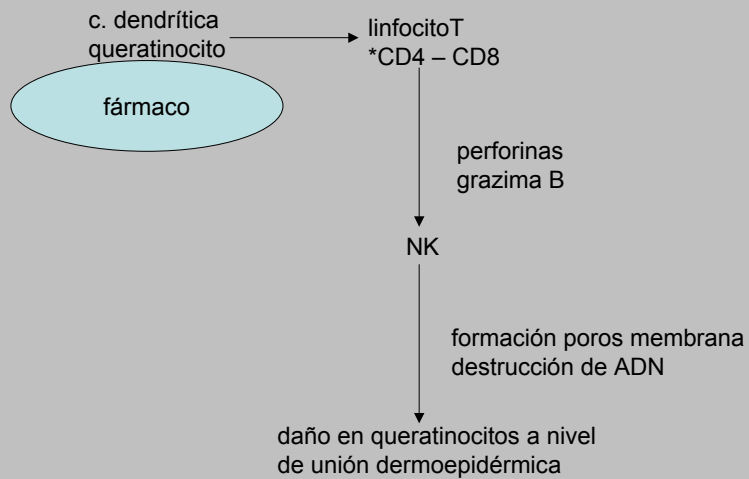 c. dendrítica
queratinocito
fármaco
linfocitoT
*CD4 – CD8
perforinas
grazima B
NK
formación poros membrana
destrucción de ADN
daño en queratinocitos a nivel
de unión dermoepidérmica